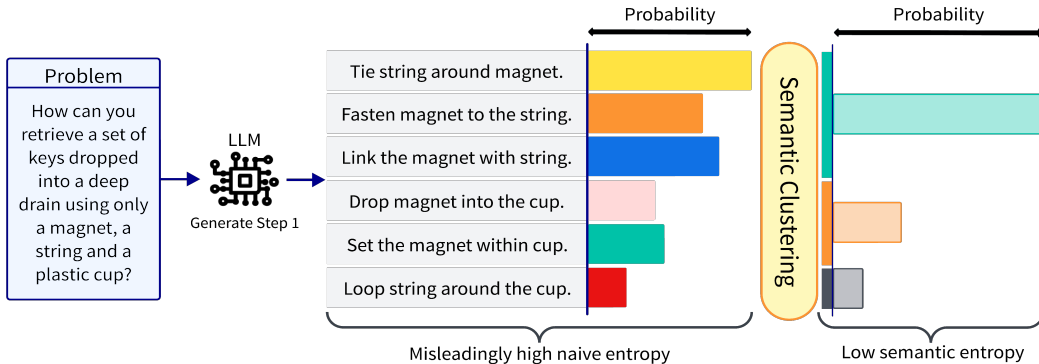 Probability
Probability
Problem
How can you
retrieve a set of
keys dropped
into a deep
drain using only
a magnet, a
string and a
plastic cup?
LLM
Generate Step 1
Tie string around magnet.
Fasten magnet to the string.
Link the magnet with string.
Drop magnet into the cup.
Set the magnet within cup.
Loop string around the cup.
Semantic Clustering
Misleadingly high naive entropy
Low semantic entropy